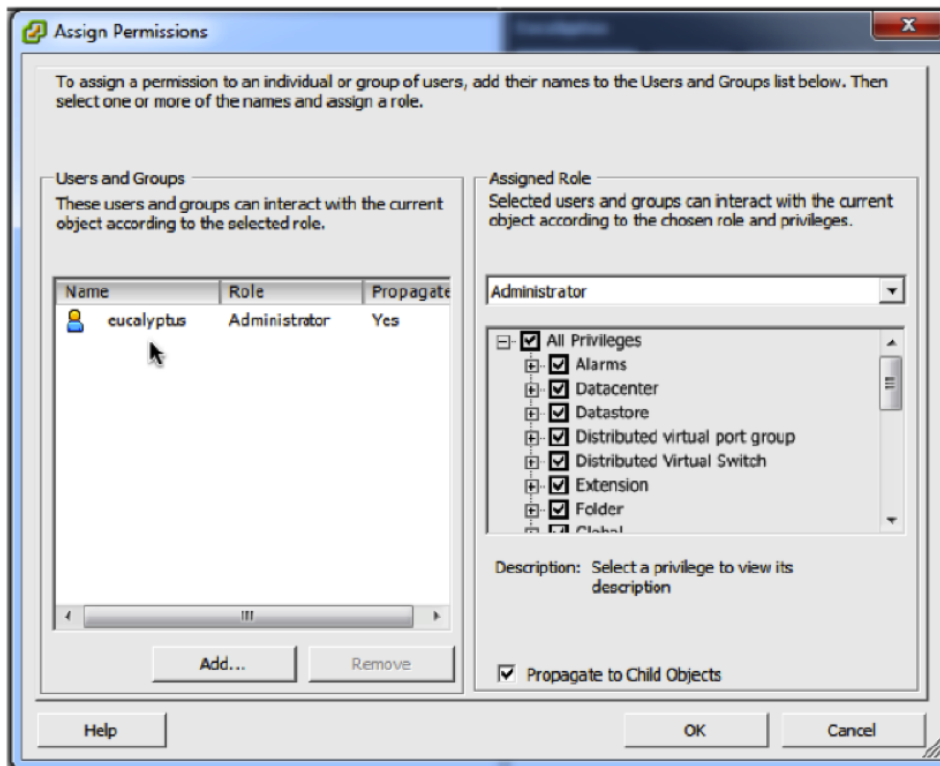 Assign Permissions
To assign a permission to an individual or group of users, add their names to the Users and Groups list below. Then
select one or more of the names and assign a role.
Users and Groups
These users and groups can interact with the current
object according to the selected role.
Name Role Propagate
eucalyptus Administrator Yes
Add... Remove
Assigned Role
Selected users and groups can interact with the current
object according to the chosen role and privileges.
Administrator
All Privileges
Alarms
Datacenter
Datastore
Distributed virtual port group
Distributed Virtual Switch
Extension
Folder
Global
Description: Select a privilege to view its
description
Propagate to Child Objects
Help OK Cancel